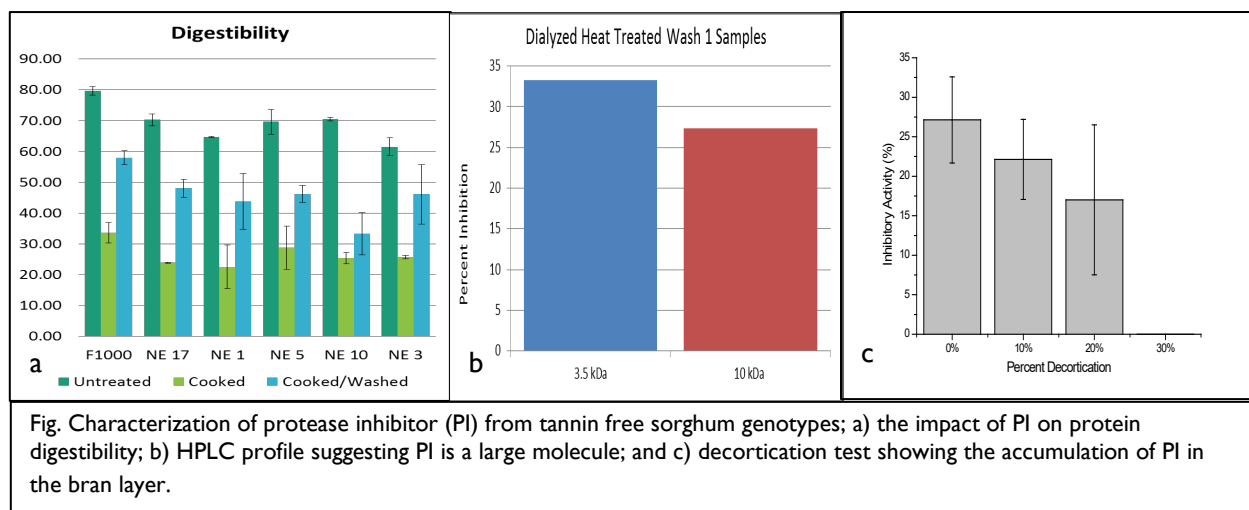 Digestibility
90.00
80.00
70.00
60.00
50.00
40.00
30.00
20.00
10.00
0.00
F1000 NE 17 NE 1 NE 5 NE 10 NE 3
a
Untreated Cooked Cooked/Washed
Dialyzed Heat Treated Wash 1 Samples
Percent Inhibition
35
30
25
20
15
10
5
0
3.5 kDa 10 kDa
b
Inhibitory Activity (%)
35
30
25
20
15
10
5
0
0% 10% 20% 30%
Percent Decortication
c
Fig. Characterization of protease inhibitor (PI) from tannin free sorghum genotypes; a) the impact of PI on protein
digestibility; b) HPLC profile suggesting PI is a large molecule; and c) decortication test showing the accumulation of PI in
the bran layer.